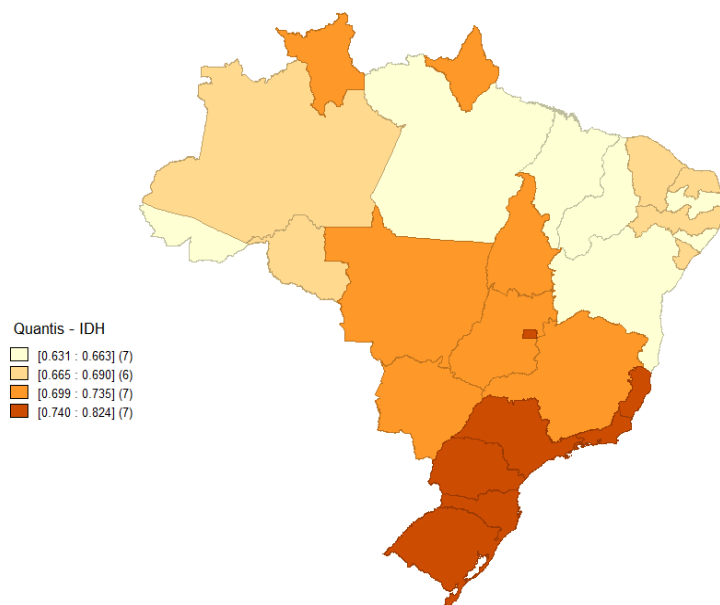 Quantis - IDH
[0.631 : 0.663] (7)
[0.665 : 0.690] (6)
[0.699 : 0.735] (7)
[0.740 : 0.824] (7)